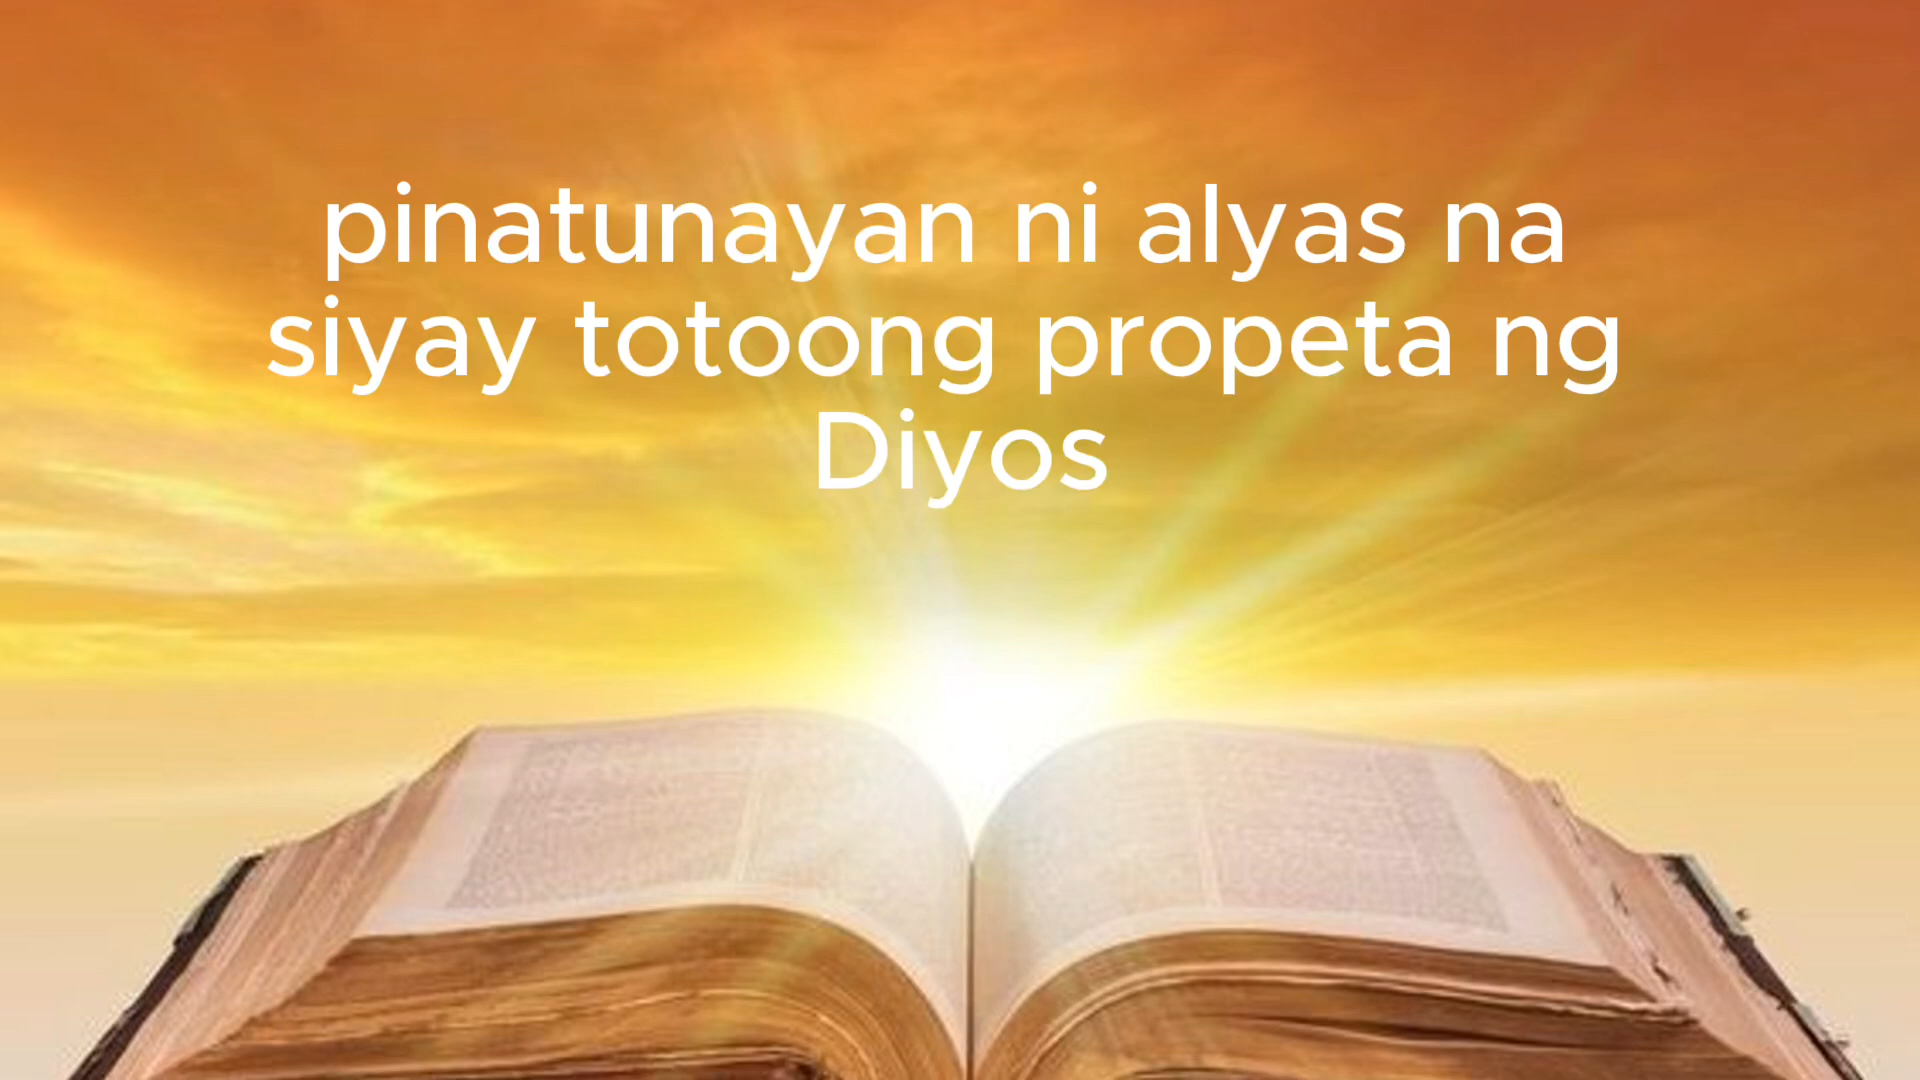 pinatunayan ni alyas na
siyay totoong propeta ng
Diyos